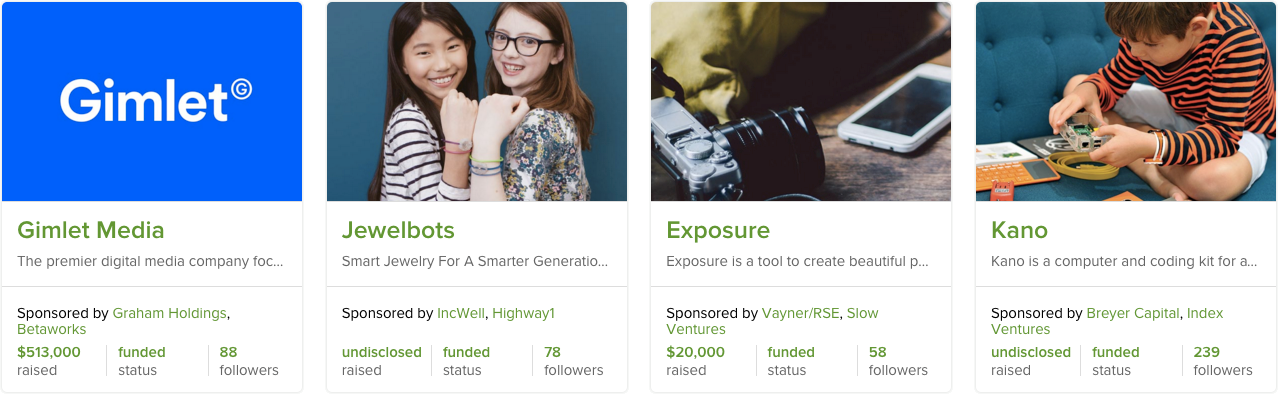 Gimlet G
Gimlet Media
The premier digital media company foc...
Sponsored by Graham Holdings,
Betaworks
$513,000 funded 88
raised status followers
Jewelbots
Smart Jewelry For A Smarter Generatio...
Sponsored by IncWell, Highway1
undisclosed funded 78
raised status followers
Exposure
Exposure is a tool to create beautiful p...
Sponsored by Vayner/RSE, Slow
Ventures
$20,000 funded 58
raised status followers
Kano
Kano is a computer and coding kit for a...
Sponsored by Breyer Capital, Index
Ventures
undisclosed funded 239
raised status followers